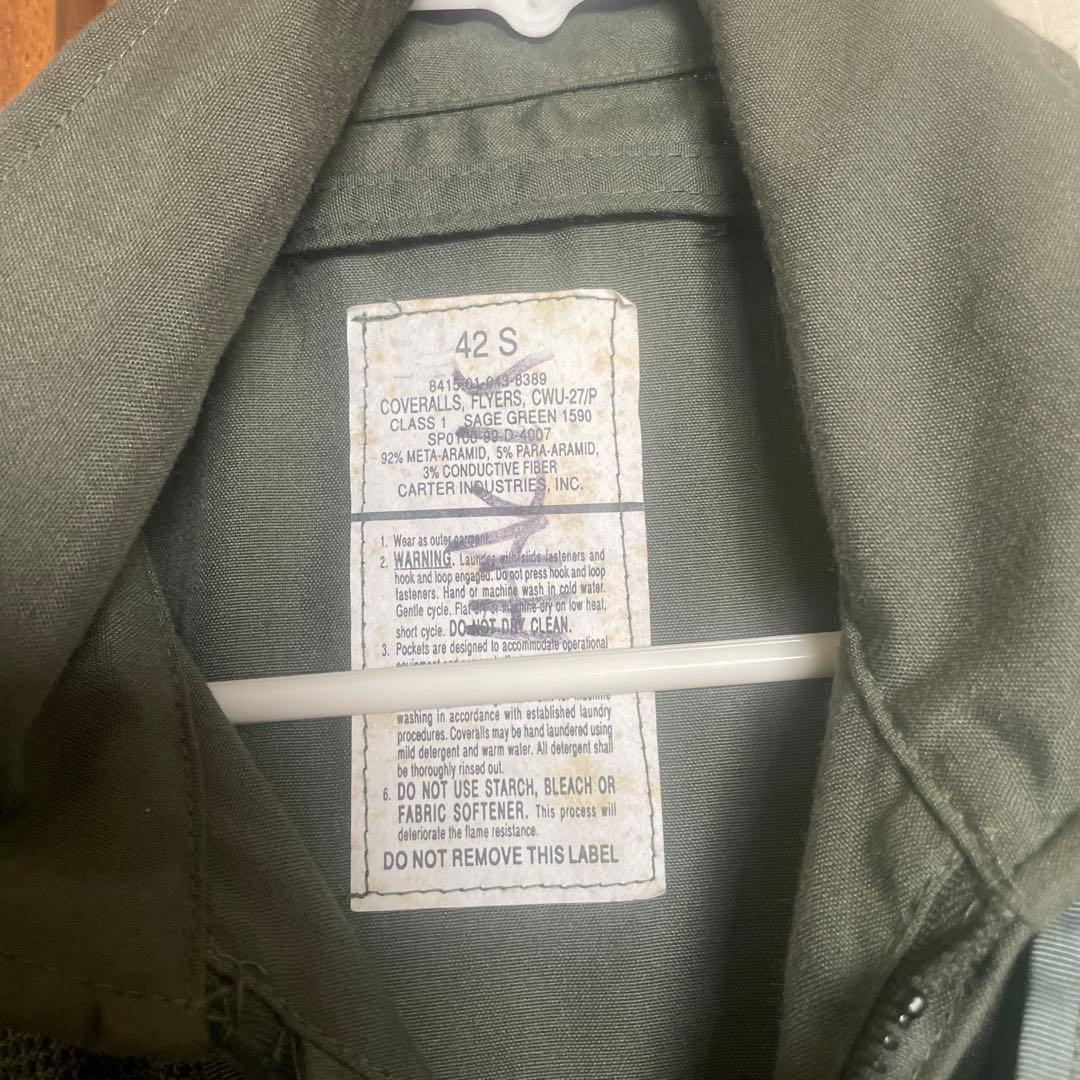 42 S
8415-01-043-8389
COVERALLS, FLYERS, CWU-27/P
CLASS 1 SAGE GREEN 1590
SP0100-99-D-4007
92% META-ARAMID, 5% PARA-ARAMID,
3% CONDUCTIVE FIBER
CARTER INDUSTRIES, INC.
1. Wear as outer garment.
2. WARNING. Launder with slide fasteners and
hook and loop engaged. Do not press hook and loop
fasteners. Hand or machine wash in cold water.
Gentle cycle. Flat dry or machine dry on low heat,
short cycle. DO NOT DRY CLEAN.
3. Pockets are designed to accommodate operational
equipment and
machine
washing in accordance with established laundry
procedures. Coveralls may be hand laundered using
mild detergent and warm water. All detergent shall
be thoroughly rinsed out.
6. DO NOT USE STARCH, BLEACH OR
FABRIC SOFTENER. This process will
deteriorate the flame resistance.
DO NOT REMOVE THIS LABEL